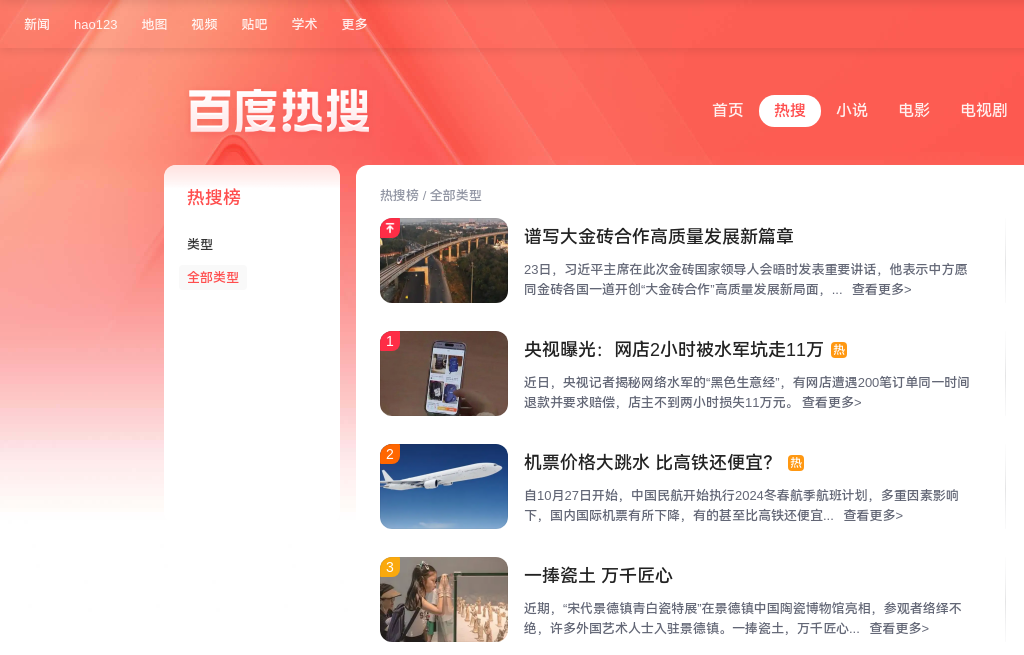 新闻 hao123 地图 视频 贴吧 学术 更多
百度热搜
首页 热搜 小说 电影 电视剧
热搜榜
类型
全部类型
热搜榜 / 全部类型
谱写大金砖合作高质量发展新篇章
23日，习近平主席在此次金砖国家领导人会晤时发表重要讲话，他表示中方愿
同金砖各国一道开创“大金砖合作”高质量发展新局面，... 查看更多>
1
央视曝光：网店2小时被水军坑走11万 热
近日，央视记者揭秘网络水军的“黑色生意经”，有网店遭遇200笔订单同一时间
退款并要求赔偿，店主不到两小时损失11万元。 查看更多>
2
机票价格大跳水 比高铁还便宜？ 热
自10月27日开始，中国民航开始执行2024冬春航季航班计划，多重因素影响
下，国内国际机票有所下降，有的甚至比高铁还便宜... 查看更多>
3
一捧瓷土 万千匠心
近期，“宋代景德镇青白瓷特展”在景德镇中国陶瓷博物馆亮相，参观者络绎不
绝，许多外国艺术人士入驻景德镇。一捧瓷土，万千匠心... 查看更多>